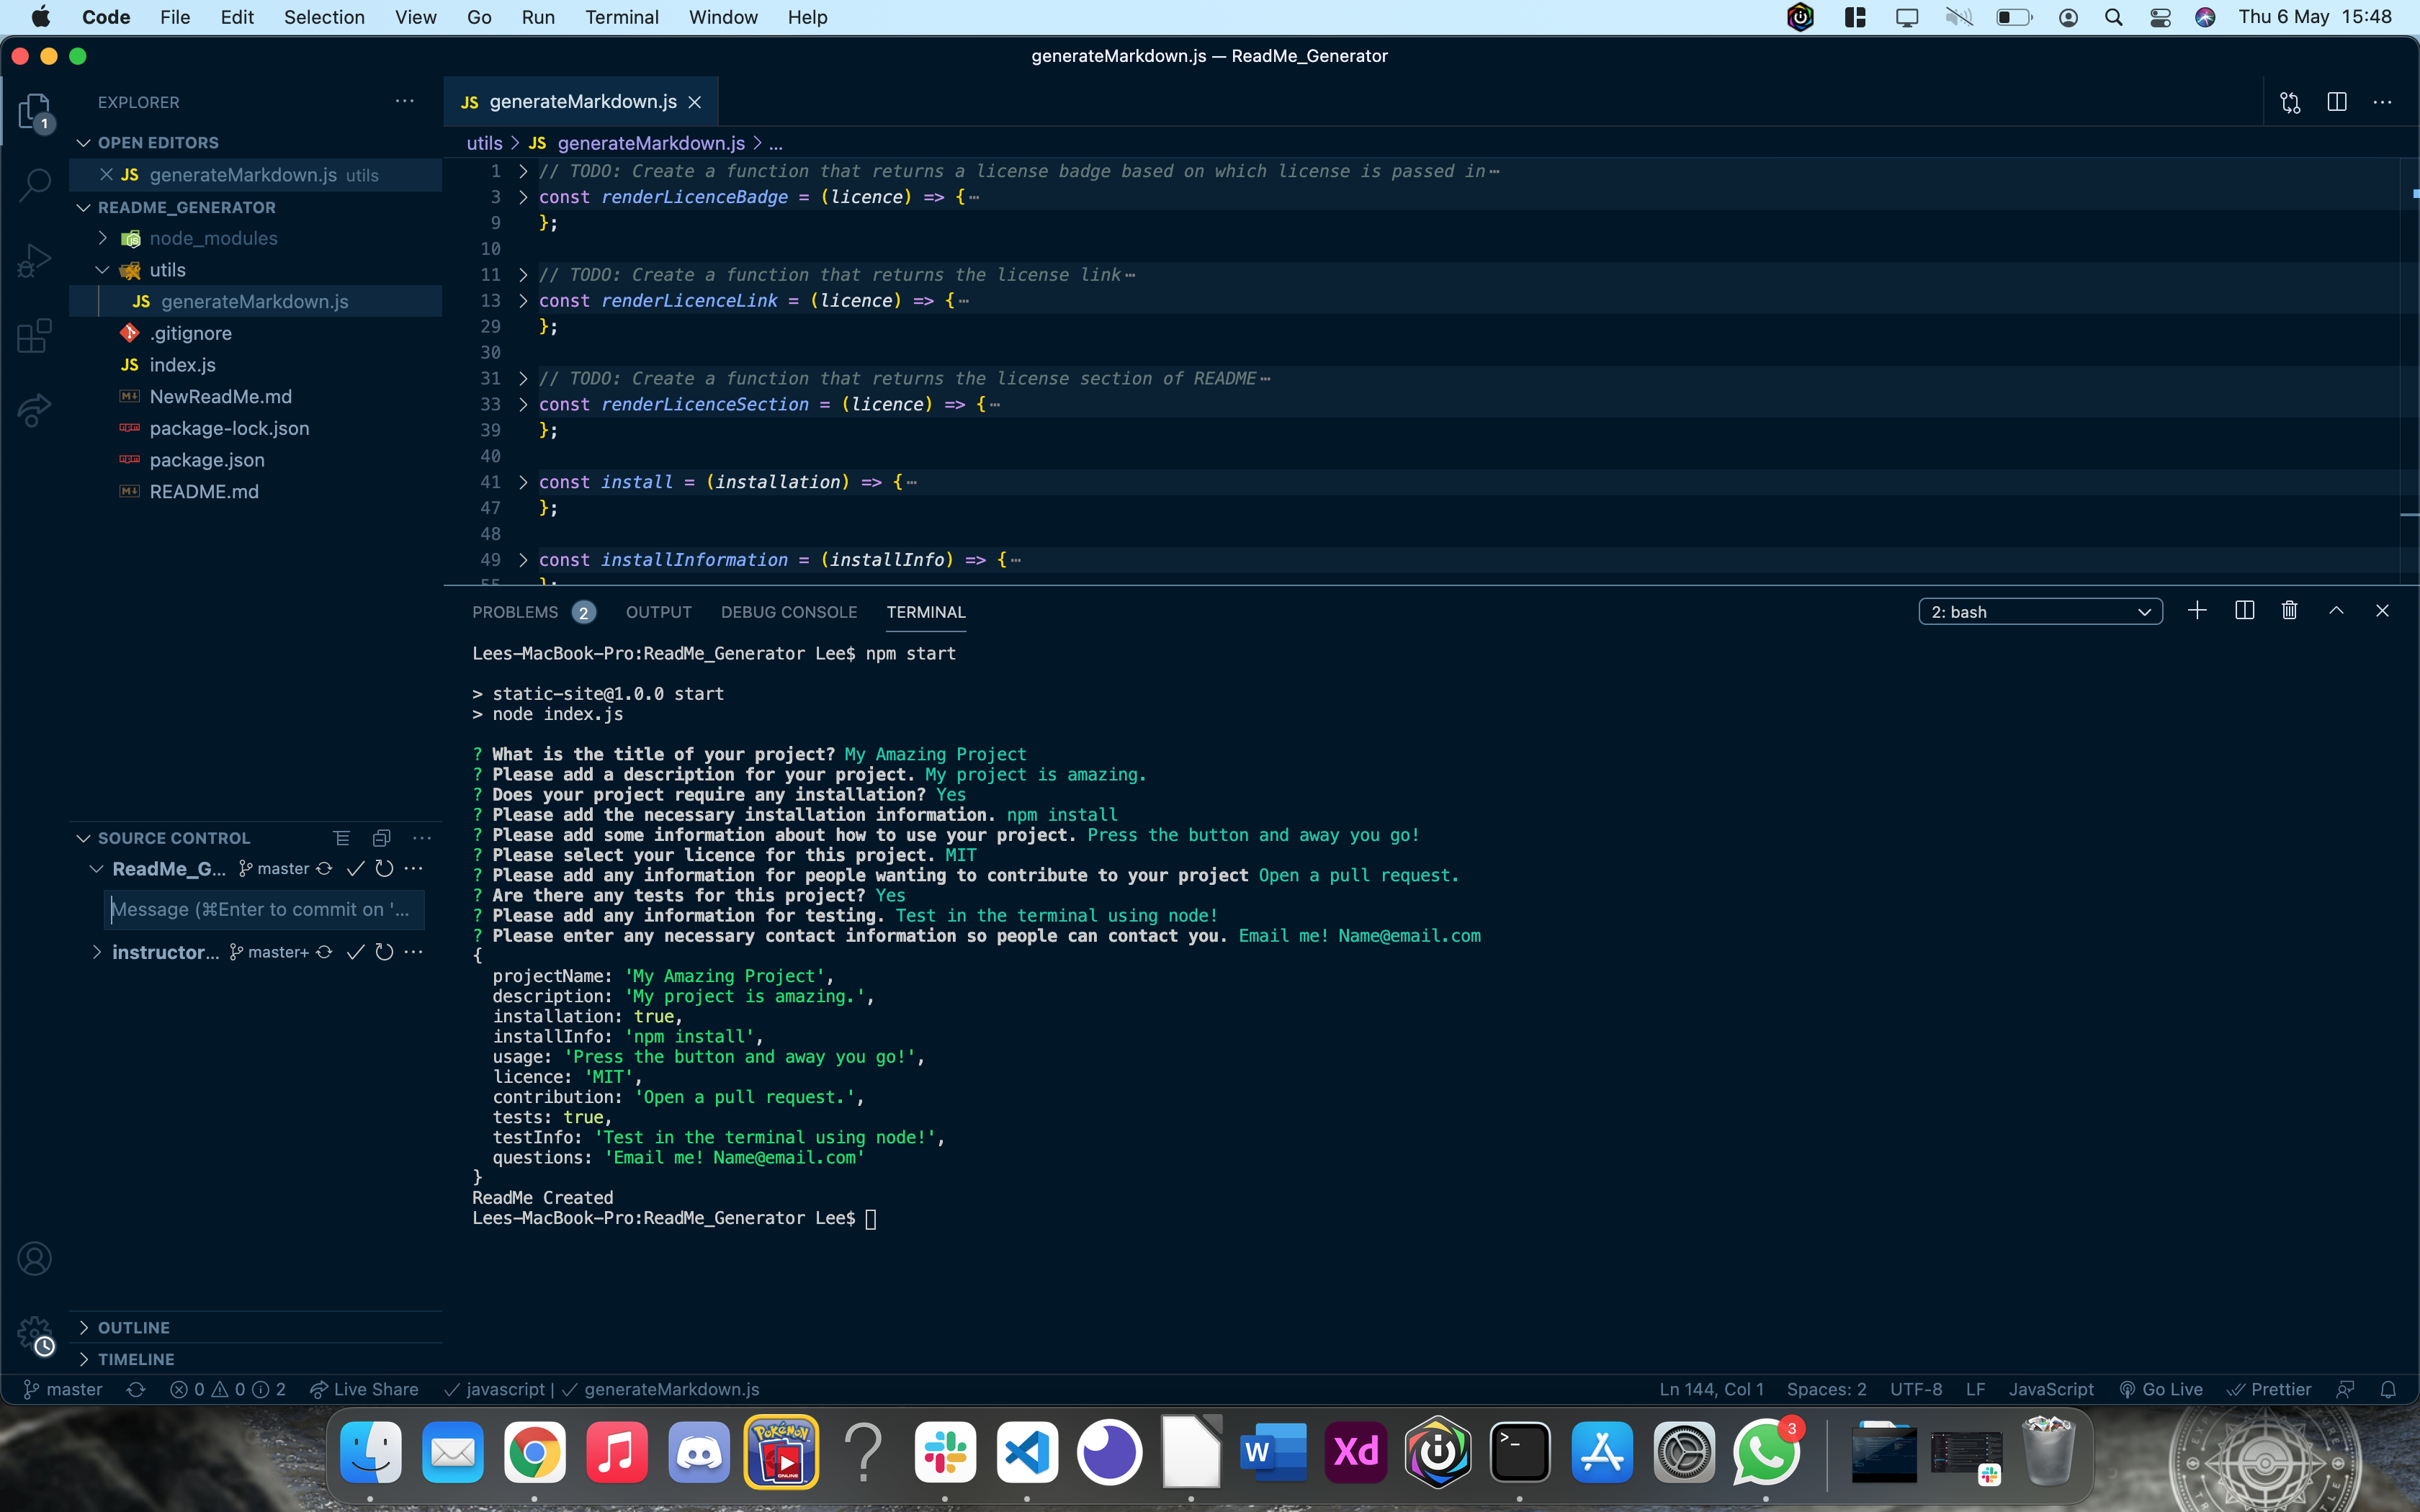 Code File Edit Selection View Go Run Terminal Window Help Thu 6 May 15:48
generateMarkdown.js — ReadMe_Generator
EXPLORER
1
OPEN EDITORS
JS generateMarkdown.js utils
README_GENERATOR
node_modules
utils
JS generateMarkdown.js
.gitignore
JS index.js
NewReadMe.md
package-lock.json
package.json
README.md
SOURCE CONTROL
ReadMe_G... master
Message (⌘Enter to commit on '...
instructor... master+
OUTLINE
TIMELINE
JS generateMarkdown.js
utils > JS generateMarkdown.js > ...
1 // TODO: Create a function that returns a license badge based on which license is passed in…
3 const renderLicenceBadge = (licence) => {…
9 };
10
11 // TODO: Create a function that returns the license link…
13 const renderLicenceLink = (licence) => {…
29 };
30
31 // TODO: Create a function that returns the license section of README…
33 const renderLicenceSection = (licence) => {…
39 };
40
41 const install = (installation) => {…
47 };
48
49 const installInformation = (installInfo) => {…
55 };
PROBLEMS 2 OUTPUT DEBUG CONSOLE TERMINAL 2: bash
Lees-MacBook-Pro:ReadMe_Generator Lee$ npm start
> static-site@1.0.0 start
> node index.js
? What is the title of your project? My Amazing Project
? Please add a description for your project. My project is amazing.
? Does your project require any installation? Yes
? Please add the necessary installation information. npm install
? Please add some information about how to use your project. Press the button and away you go!
? Please select your licence for this project. MIT
? Please add any information for people wanting to contribute to your project Open a pull request.
? Are there any tests for this project? Yes
? Please add any information for testing. Test in the terminal using node!
? Please enter any necessary contact information so people can contact you. Email me! Name@email.com
{
projectName: 'My Amazing Project',
description: 'My project is amazing.',
installation: true,
installInfo: 'npm install',
usage: 'Press the button and away you go!',
licence: 'MIT',
contribution: 'Open a pull request.',
tests: true,
testInfo: 'Test in the terminal using node!',
questions: 'Email me! Name@email.com'
}
ReadMe Created
Lees-MacBook-Pro:ReadMe_Generator Lee$
master 0 0 2 Live Share javascript | generateMarkdown.js Ln 144, Col 1 Spaces: 2 UTF-8 LF JavaScript Go Live Prettier
POKÉMON
ONLINE
W
Xd
>_
3